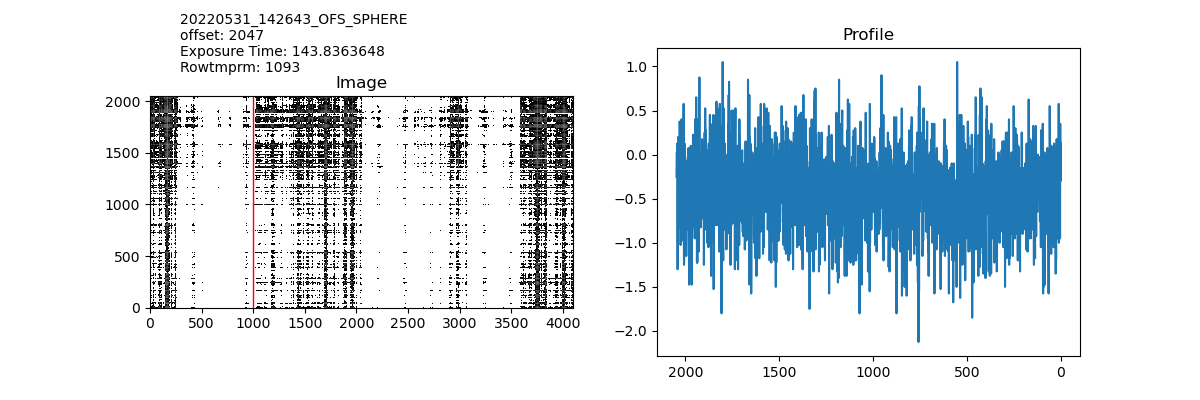 20220531_142643_OFS_SPHERE
offset: 2047
Exposure Time: 143.8363648
Rowtmprm: 1093
Image
2000
1500
1000
500
0
0 500 1000 1500 2000 2500 3000 3500 4000
Profile
1.0
0.5
0.0
−0.5
−1.0
−1.5
−2.0
2000 1500 1000 500 0